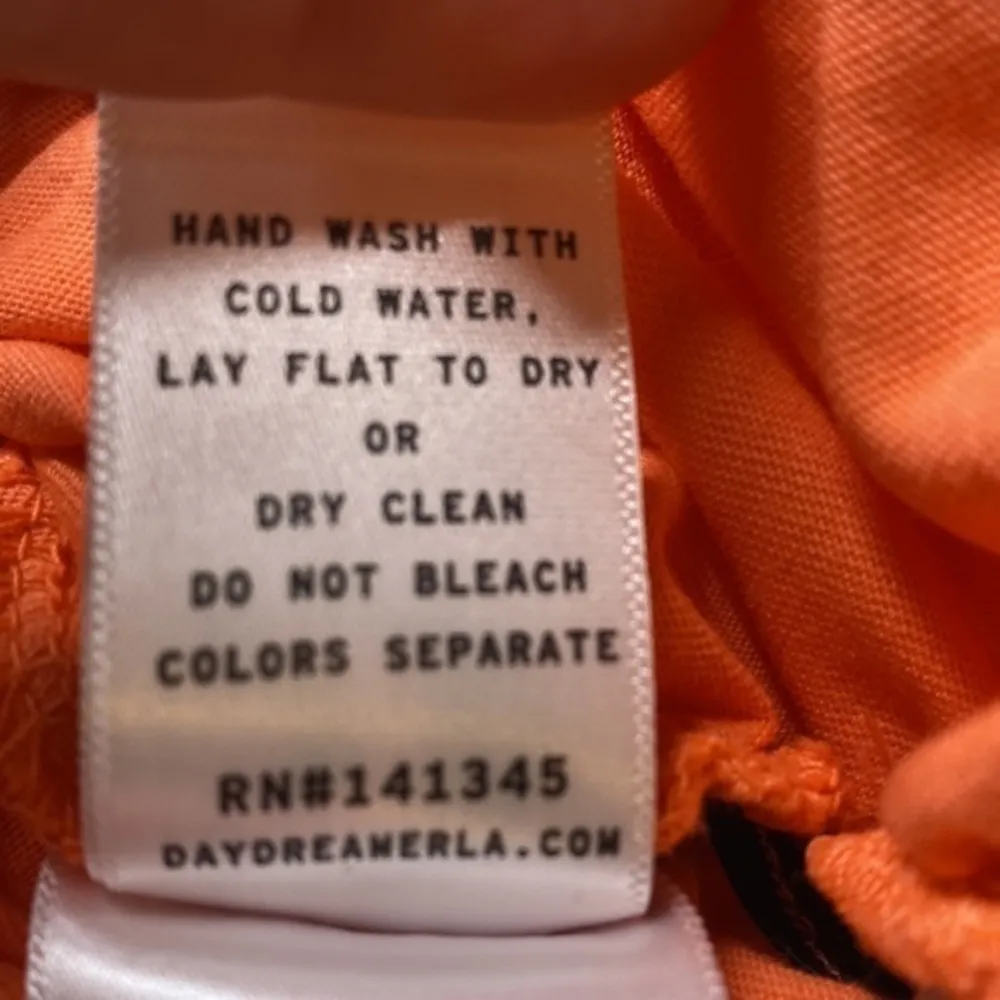 HAND WASH WITH
COLD WATER,
LAY FLAT TO DRY
OR
DRY CLEAN
DO NOT BLEACH
COLORS SEPARATE
RN#141345
DAYDREAMERLA.COM